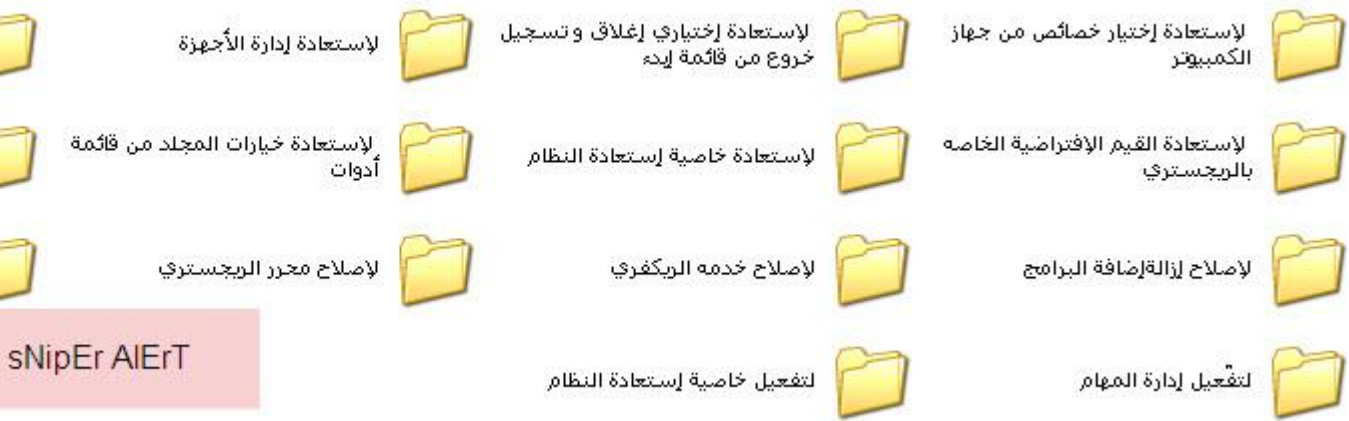 لإستعادة إختيار خصائص من جهاز
الكمبيوتر
لإستعادة إختياري إغلاق و تسجيل
خروع من قائمة إبدء
لإستعادة إدارة الأجهزة
لإستعادة القيم الإفتراضية الخاصه
بالريجستري
لإستعادة خاصية إستعادة النظام
لإستعادة خيارات المجلد من قائمة
أدوات
لإصلاح إزالةإضافة البرامج
لإصلاح خدمه الريكفري
لإصلاح محرر الريجستري
لتفّعيل إدارة المهام
لتفعيل خاصية إستعادة النظام
sNipEr AlErT